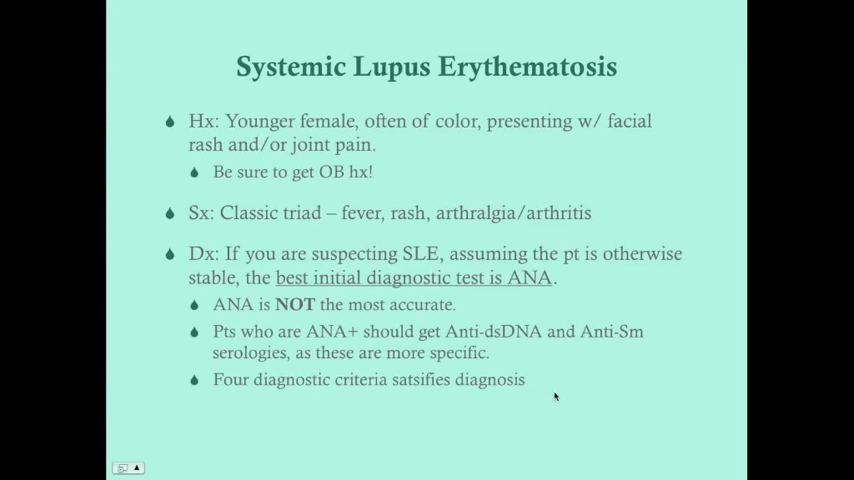 Systemic Lupus Erythematosis
Hx: Younger female, often of color, presenting w/ facial
rash and/or joint pain.
Be sure to get OB hx!
Sx: Classic triad – fever, rash, arthralgia/arthritis
Dx: If you are suspecting SLE, assuming the pt is otherwise
stable, the best initial diagnostic test is ANA.
ANA is NOT the most accurate.
Pts who are ANA+ should get Anti-dsDNA and Anti-Sm
serologies, as these are more specific.
Four diagnostic criteria satsifies diagnosis